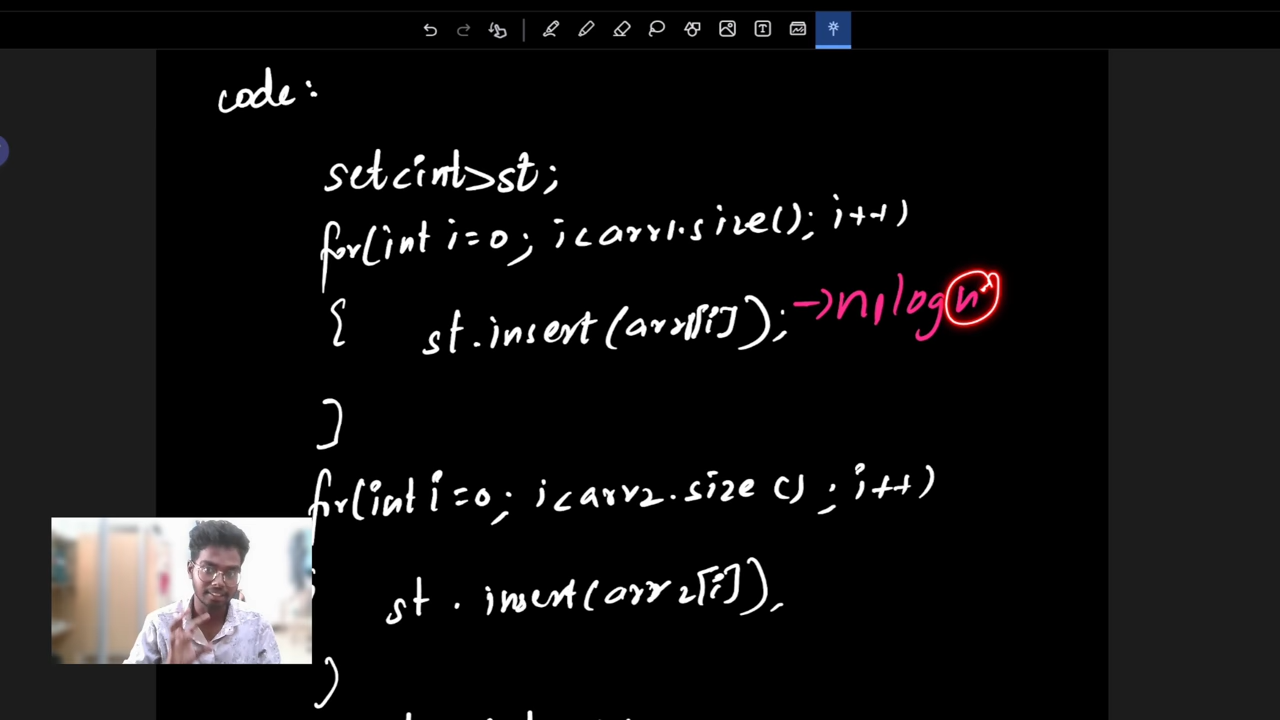 code:
set<int>st;
for(int i=0; i<arr1.size(); i++)
{ st.insert(arr1[i]); →n1log n
}
for(int i=0; i<arr2.size(); i++)
st.insert(arr2[i]),
}